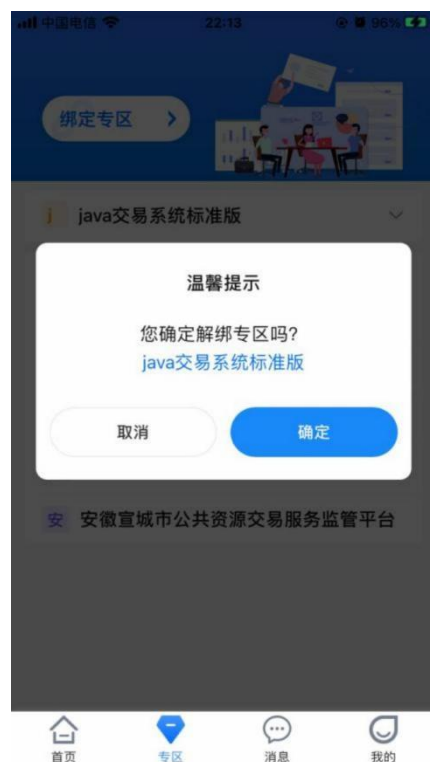 中国电信 22:13 96%
绑定专区
j java交易系统标准版
温馨提示
您确定解绑专区吗?
java交易系统标准版
取消 确定
安 安徽宣城市公共资源交易服务监管平台
首页 专区 消息 我的